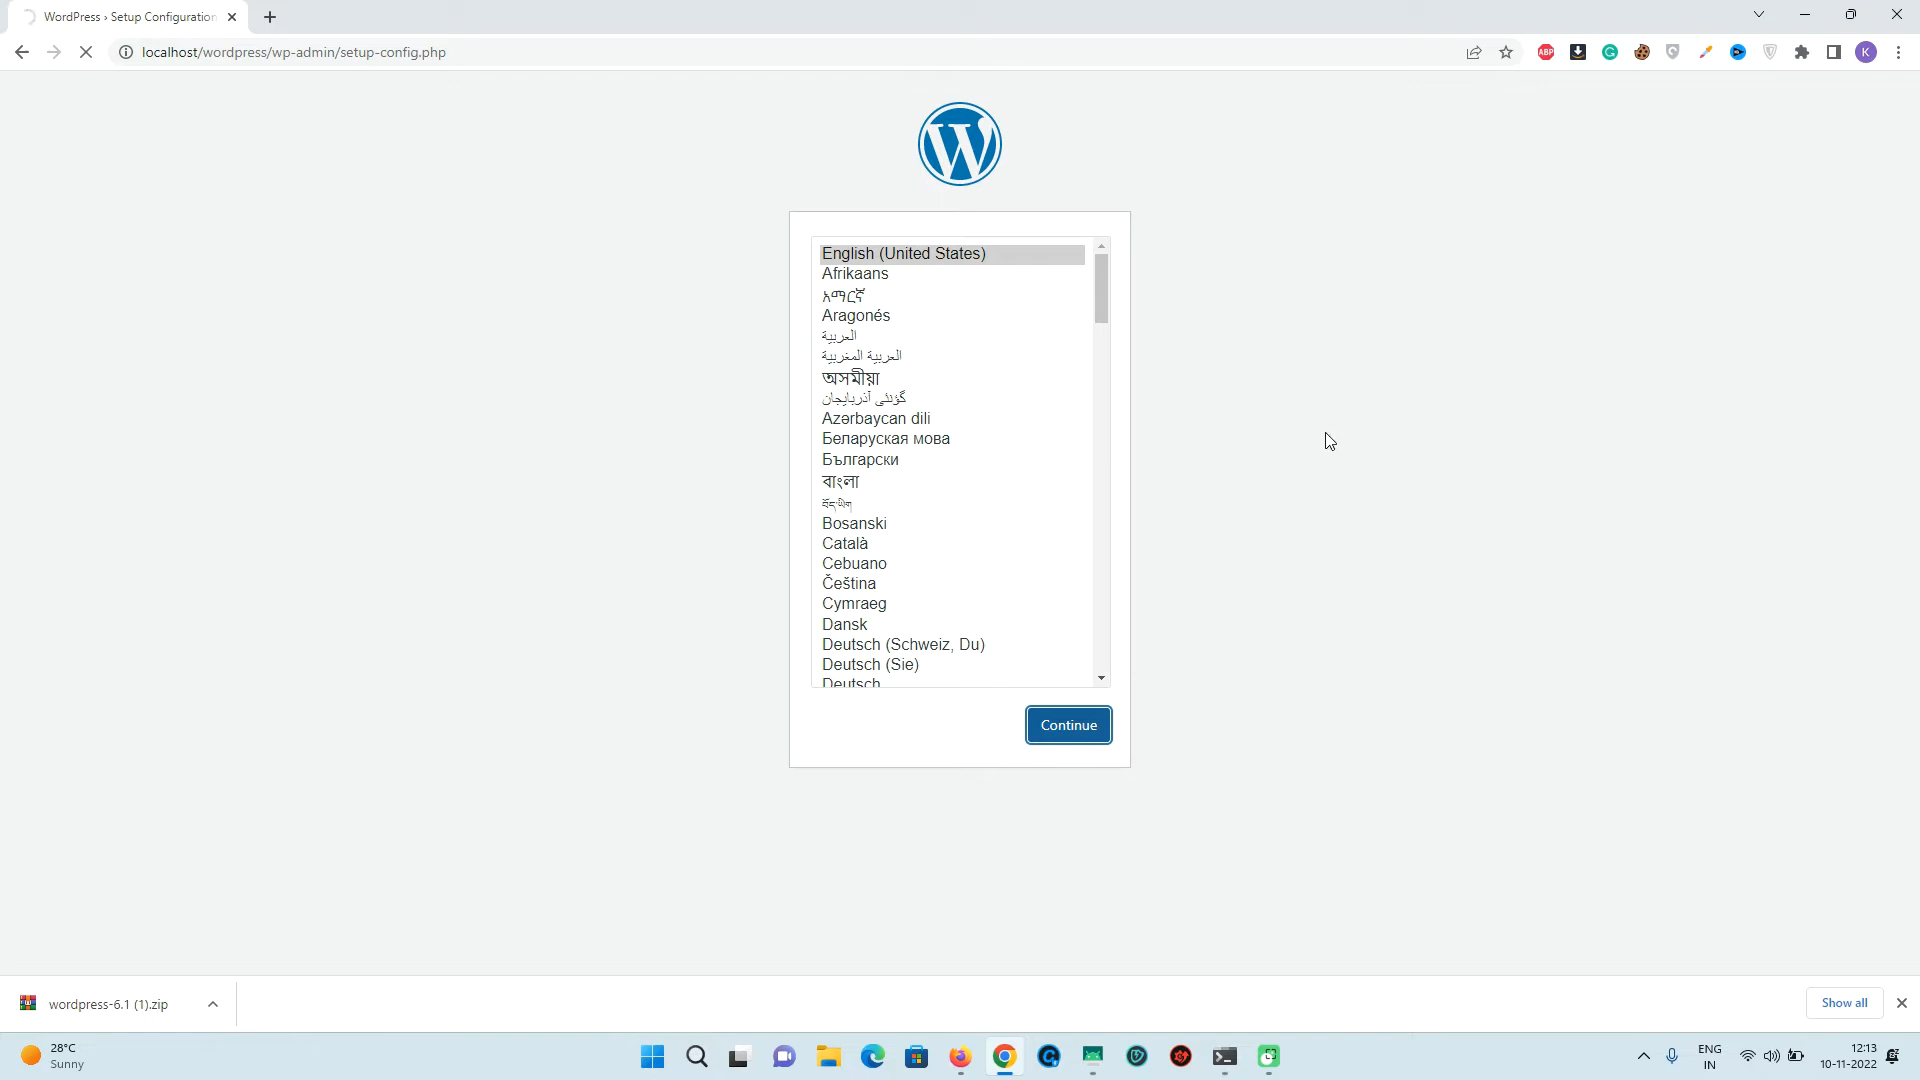 WordPress › Setup Configuration
localhost/wordpress/wp-admin/setup-config.php
ABP
K
English (United States)
Afrikaans
አማርኛ
Aragonés
العربية
العربية المغربية
অসমীয়া
گؤنئی آذربایجان
Azərbaycan dili
Беларуская мова
Български
বাংলা
བོད་ཡིག
Bosanski
Català
Cebuano
Čeština
Cymraeg
Dansk
Deutsch (Schweiz, Du)
Deutsch (Sie)
Deutsch
Continue
wordpress-6.1 (1).zip
Show all
28°C
Sunny
ENG
IN
12:13
10-11-2022